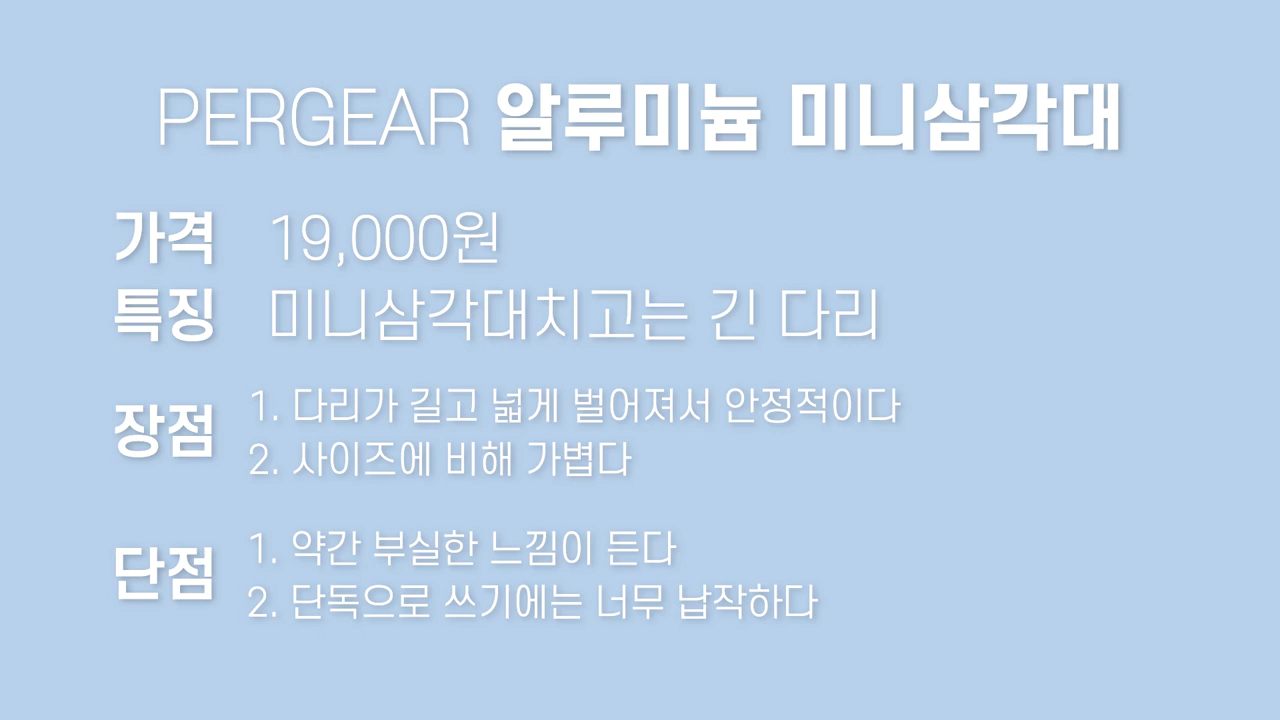 PERGEAR 알루미늄 미니삼각대
가격 19,000원
특징 미니삼각대치고는 긴 다리
장점
1. 다리가 길고 넓게 벌어져서 안정적이다
2. 사이즈에 비해 가볍다
단점
1. 약간 부실한 느낌이 든다
2. 단독으로 쓰기에는 너무 납작하다